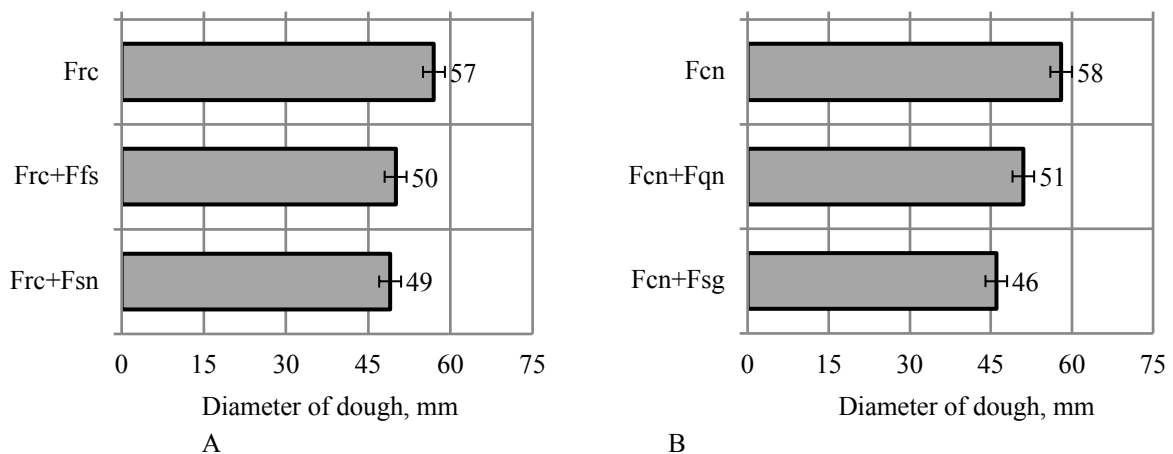 Frc
57
Frc+Ffs
50
Frc+Fsn
49
0 15 30 45 60 75
Diameter of dough, mm
A
Fcn
58
Fcn+Fqn
51
Fcn+Fsg
46
0 15 30 45 60 75
Diameter of dough, mm
B